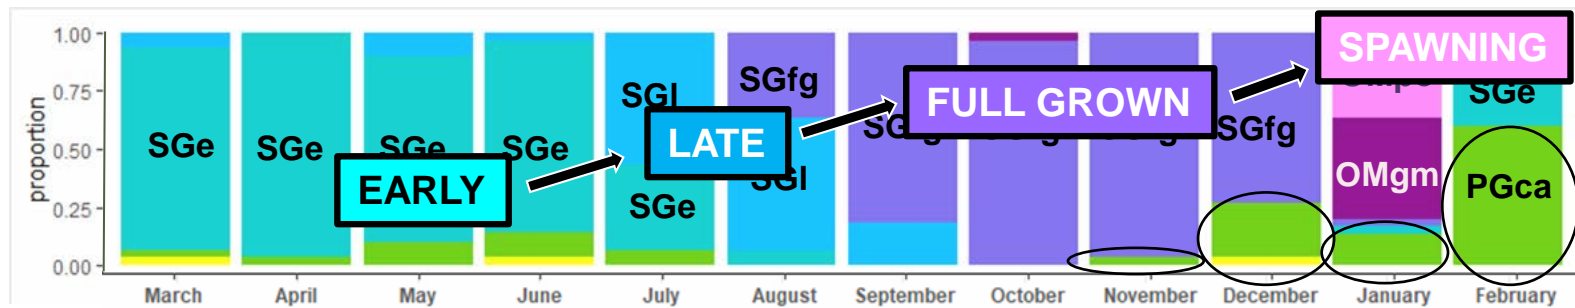 1.00
0.75
0.50
0.25
0.00
proportion
SPAWNING
FULL GROWN
LATE
EARLY
SGe
SGe
SGe
SGe
SGl
SGe
SGfg
SGl
SGfg
SGe
OMgm
PGca
March
April
May
June
July
August
September
October
November
December
January
February